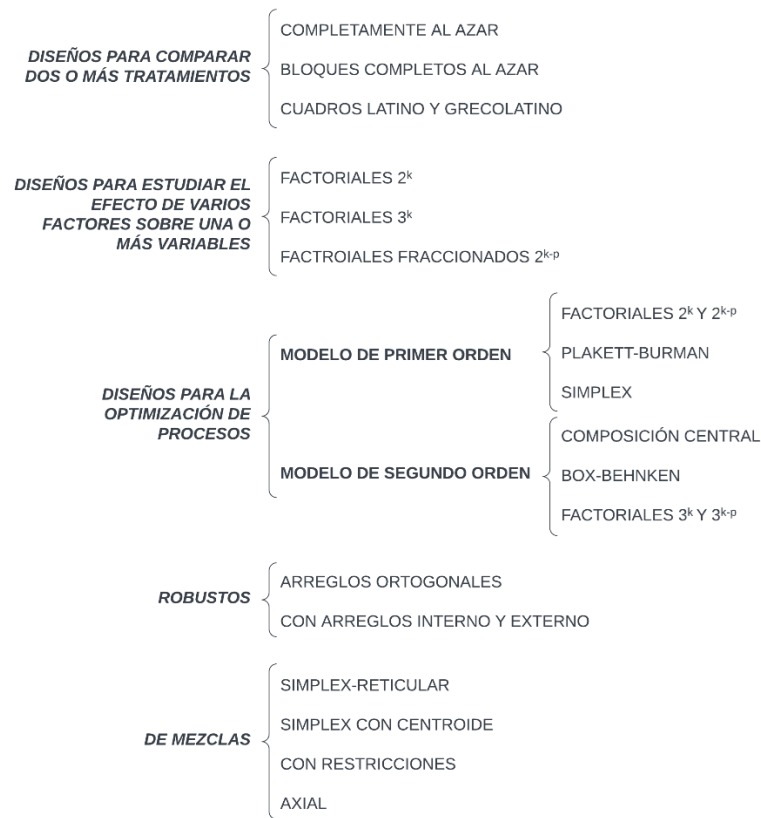 DISEÑOS PARA COMPARAR
DOS O MÁS TRATAMIENTOS
COMPLETAMENTE AL AZAR
BLOQUES COMPLETOS AL AZAR
CUADROS LATINO Y GRECOLATINO
DISEÑOS PARA ESTUDIAR EL
EFECTO DE VARIOS
FACTORES SOBRE UNA O
MÁS VARIABLES
FACTORIALES 2ᵏ
FACTORIALES 3ᵏ
FACTROIALES FRACCIONADOS 2ᵏ⁻ᵖ
DISEÑOS PARA LA
OPTIMIZACIÓN DE
PROCESOS
MODELO DE PRIMER ORDEN
FACTORIALES 2ᵏ Y 2ᵏ⁻ᵖ
PLAKETT-BURMAN
SIMPLEX
MODELO DE SEGUNDO ORDEN
COMPOSICIÓN CENTRAL
BOX-BEHNKEN
FACTORIALES 3ᵏ Y 3ᵏ⁻ᵖ
ROBUSTOS
ARREGLOS ORTOGONALES
CON ARREGLOS INTERNO Y EXTERNO
DE MEZCLAS
SIMPLEX-RETICULAR
SIMPLEX CON CENTROIDE
CON RESTRICCIONES
AXIAL